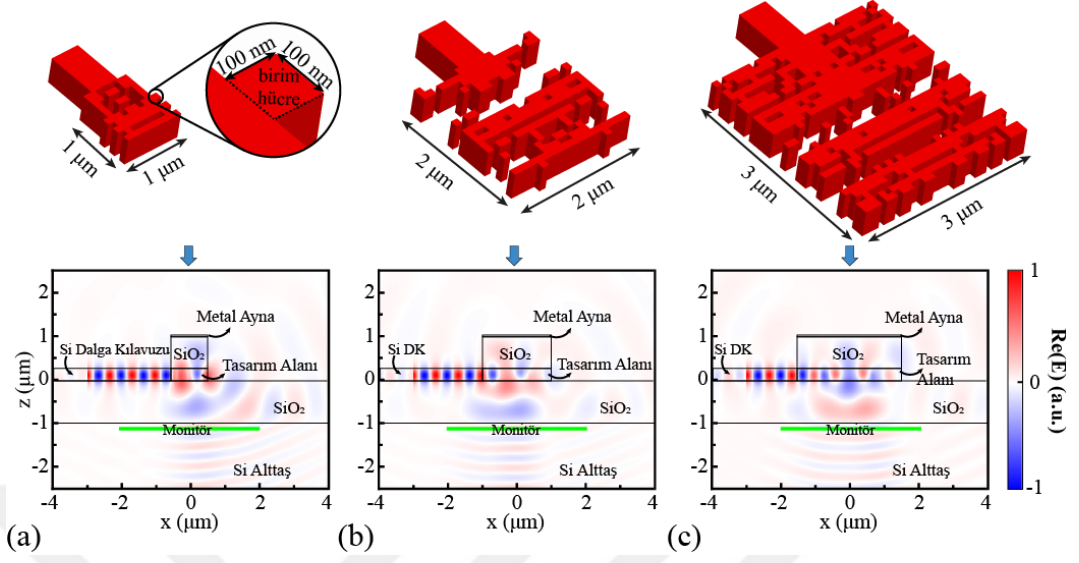 100 nm
100 nm
birim
hücre
1 μm
1 μm
2 μm
2 μm
3 μm
3 μm
z (μm)
2
1
0
-1
-2
Metal Ayna
Si Dalga Kılavuzu
SiO₂
Tasarım Alanı
SiO₂
Monitör
Si Alttaş
-4
-2
0
2
4
x (μm)
(a)
2
1
0
-1
-2
Metal Ayna
Si DK
SiO₂
Tasarım
Alanı
SiO₂
Monitör
Si Alttaş
-4
-2
0
2
4
x (μm)
(b)
2
1
0
-1
-2
Metal Ayna
Si DK
SiO₂
Tasarım
Alanı
SiO₂
Monitör
Si Alttaş
-4
-2
0
2
4
x (μm)
(c)
1
0
-1
Re(E) (a.u.)